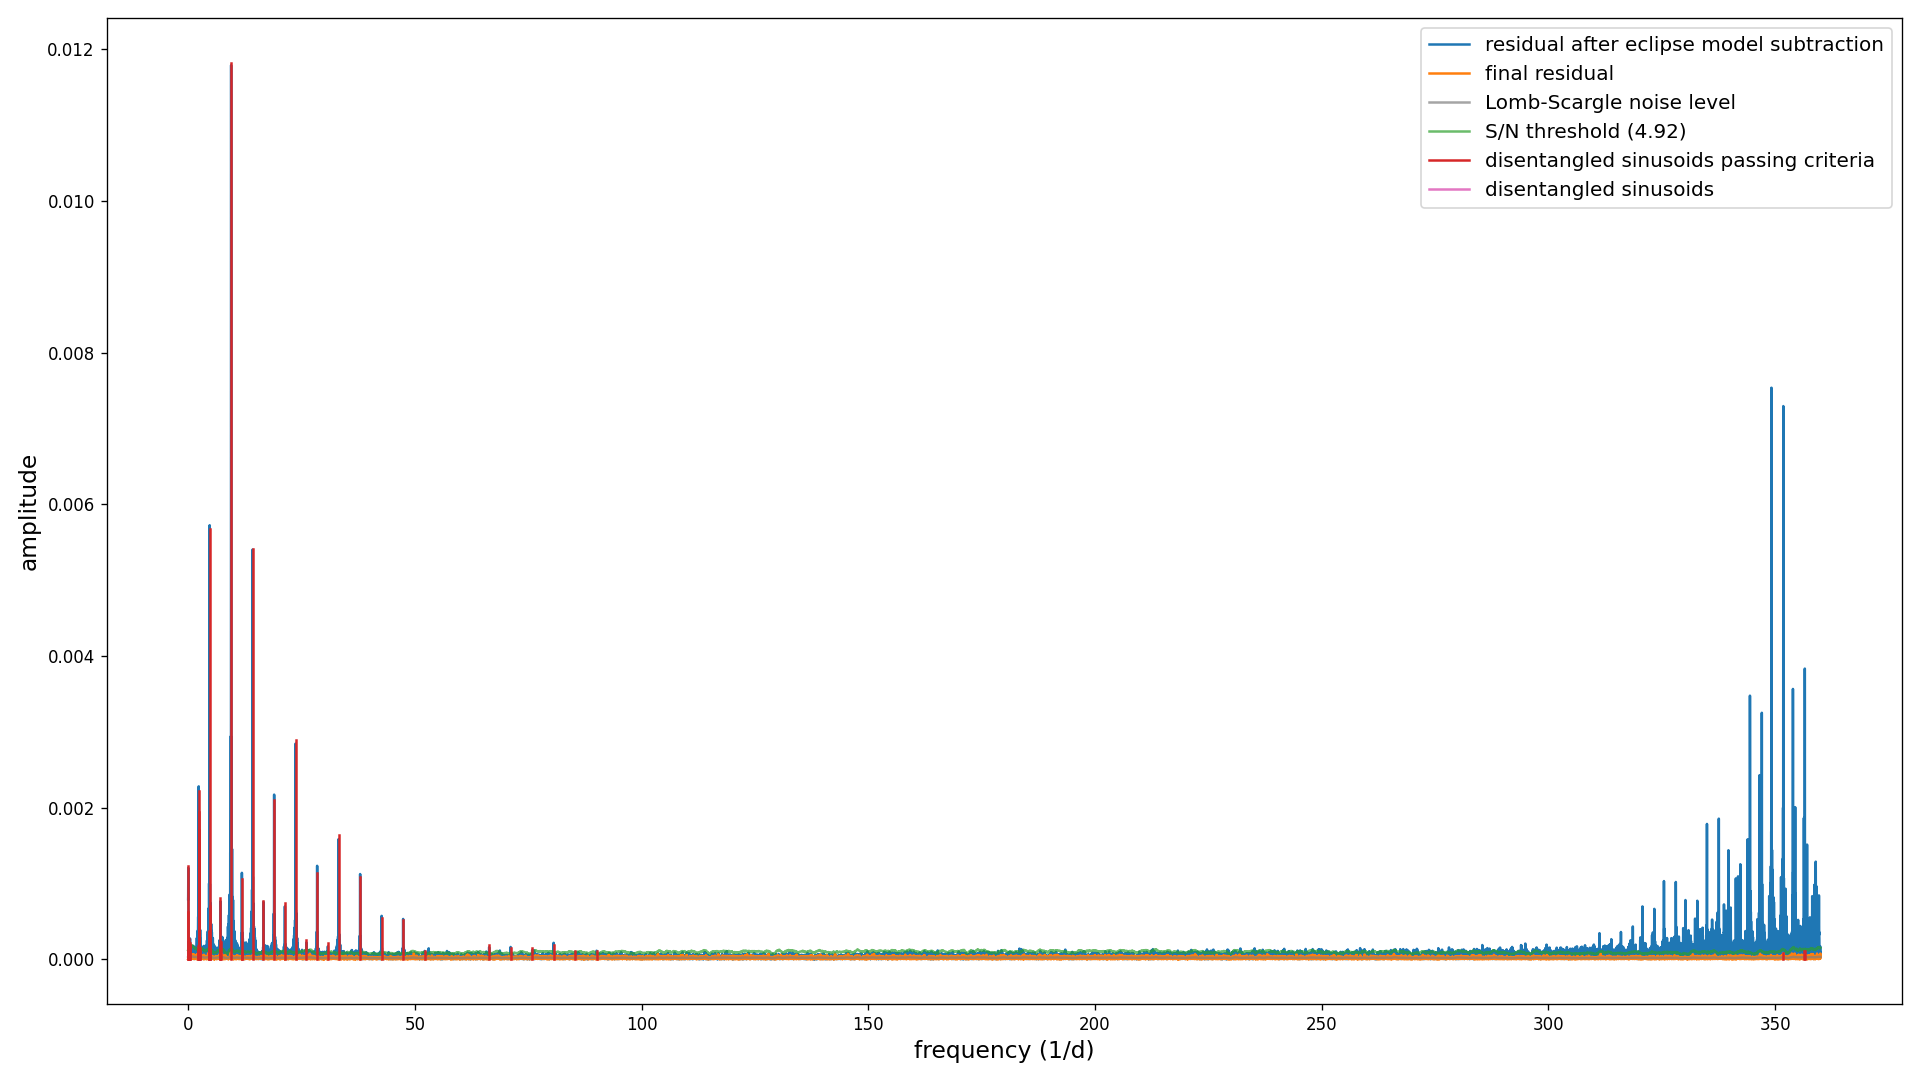 residual after eclipse model subtraction
final residual
Lomb-Scargle noise level
S/N threshold (4.92)
disentangled sinusoids passing criteria
disentangled sinusoids
0.012
0.010
0.008
0.006
0.004
0.002
0.000
amplitude
0 50 100 150 200 250 300 350
frequency (1/d)